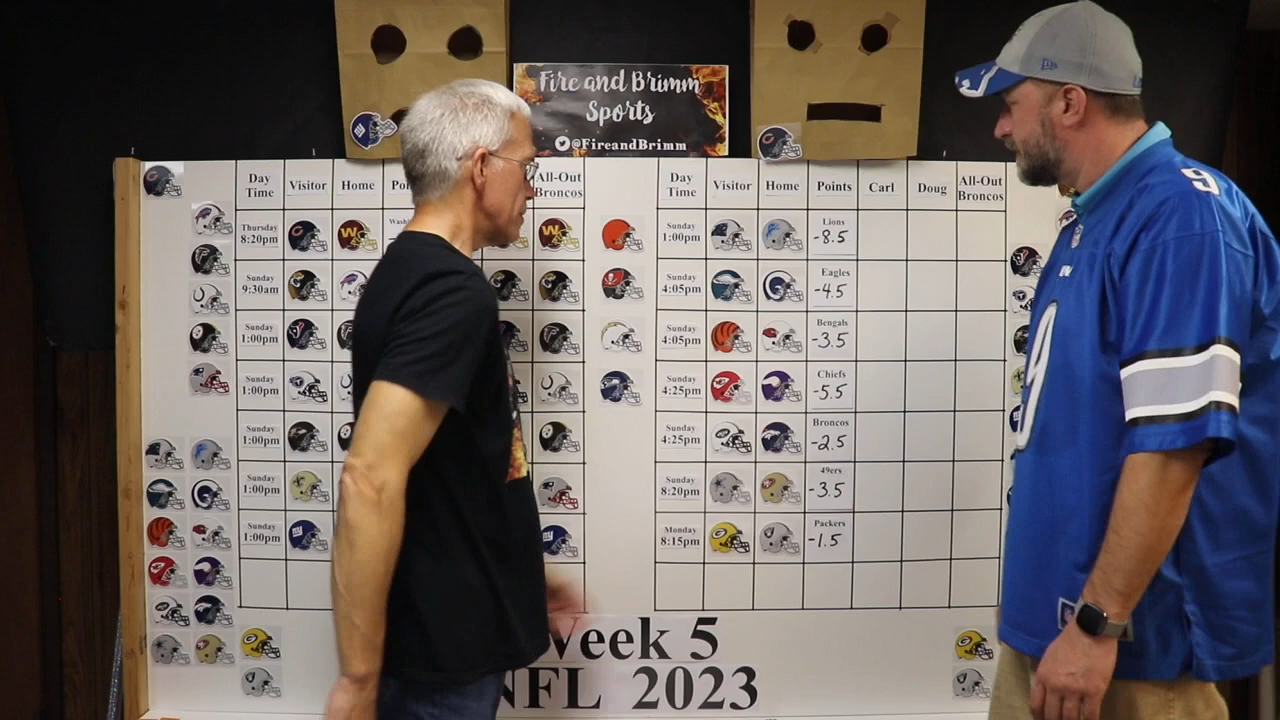 Fire and Brimm
Sports
@FireandBrimm
Day Time Visitor Home All-Out Broncos
Thursday 8:20pm
Sunday 9:30am
Sunday 1:00pm
Sunday 1:00pm
Sunday 1:00pm
Sunday 1:00pm
Sunday 1:00pm
Day Time Visitor Home Points Carl Doug All-Out Broncos
Sunday 1:00pm Lions -8.5
Sunday 4:05pm Eagles -4.5
Sunday 4:05pm Bengals -3.5
Sunday 4:25pm Chiefs -5.5
Sunday 4:25pm Broncos -2.5
Sunday 8:20pm 49ers -3.5
Monday 8:15pm Packers -1.5
Week 5
NFL 2023
9
9